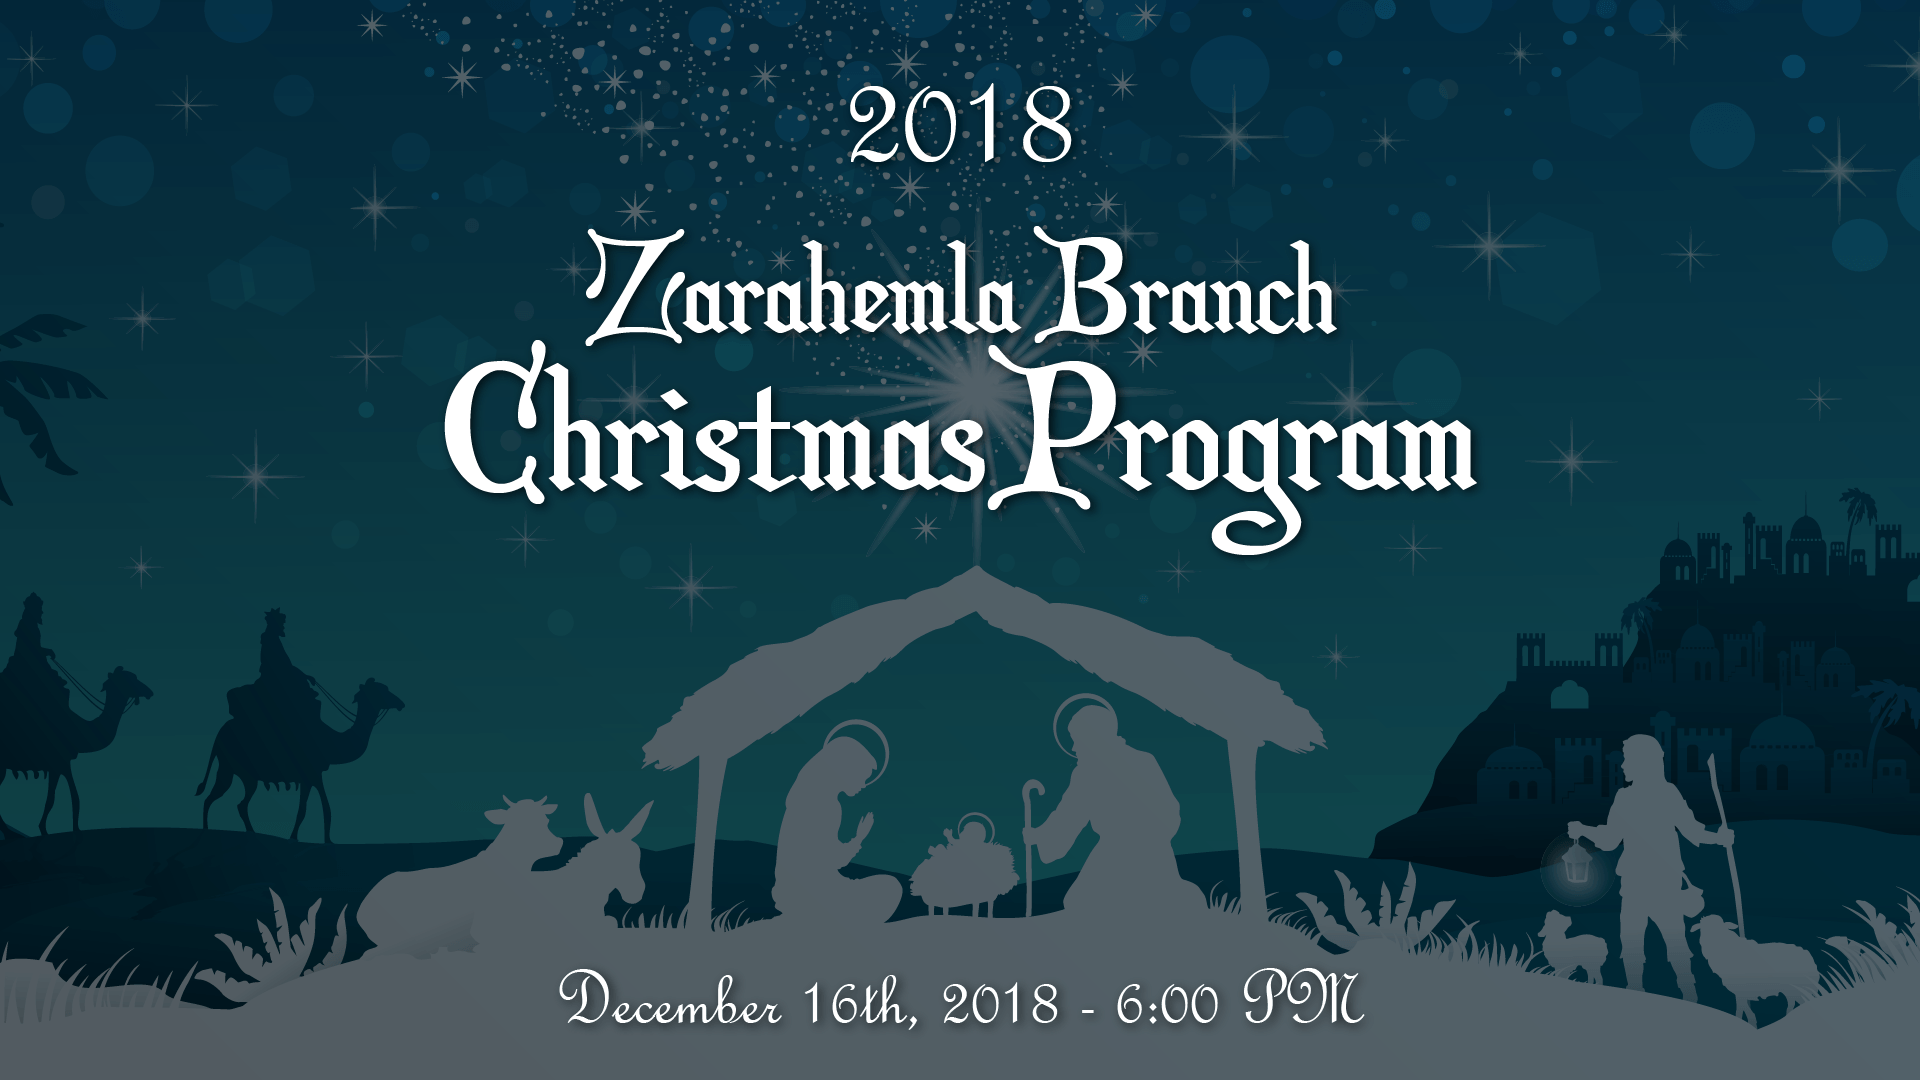 2018
Zarahemla Branch
Christmas Program
December 16th, 2018 - 6:00 PM